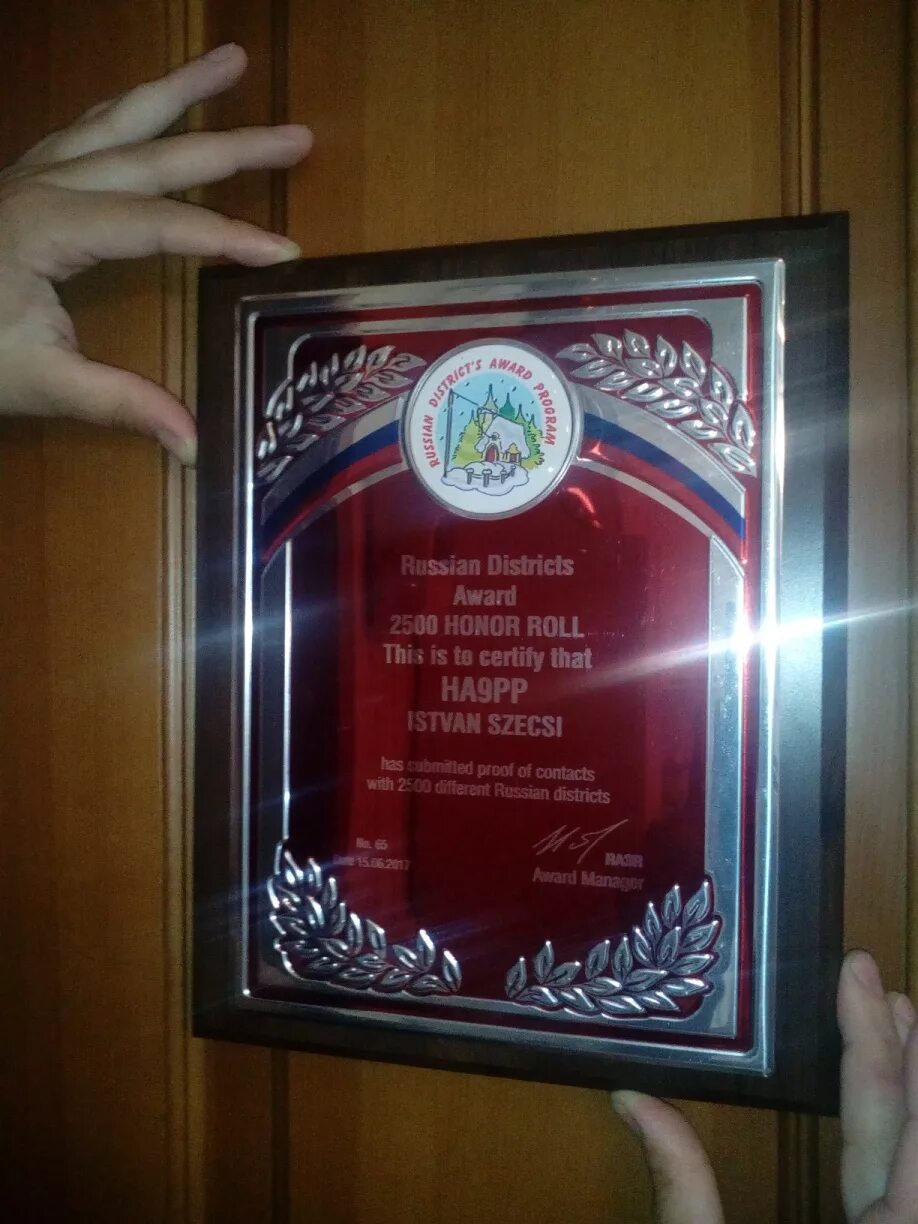 RUSSIAN DISTRICT'S AWARD PROGRAM
Russian Districts
Award
2500 HONOR ROLL
This is to certify that
HA9PP
ISTVAN SZECSI
has submitted proof of contacts
with 2500 different Russian districts
No. 65
Date 15.06.2017
Award Manager